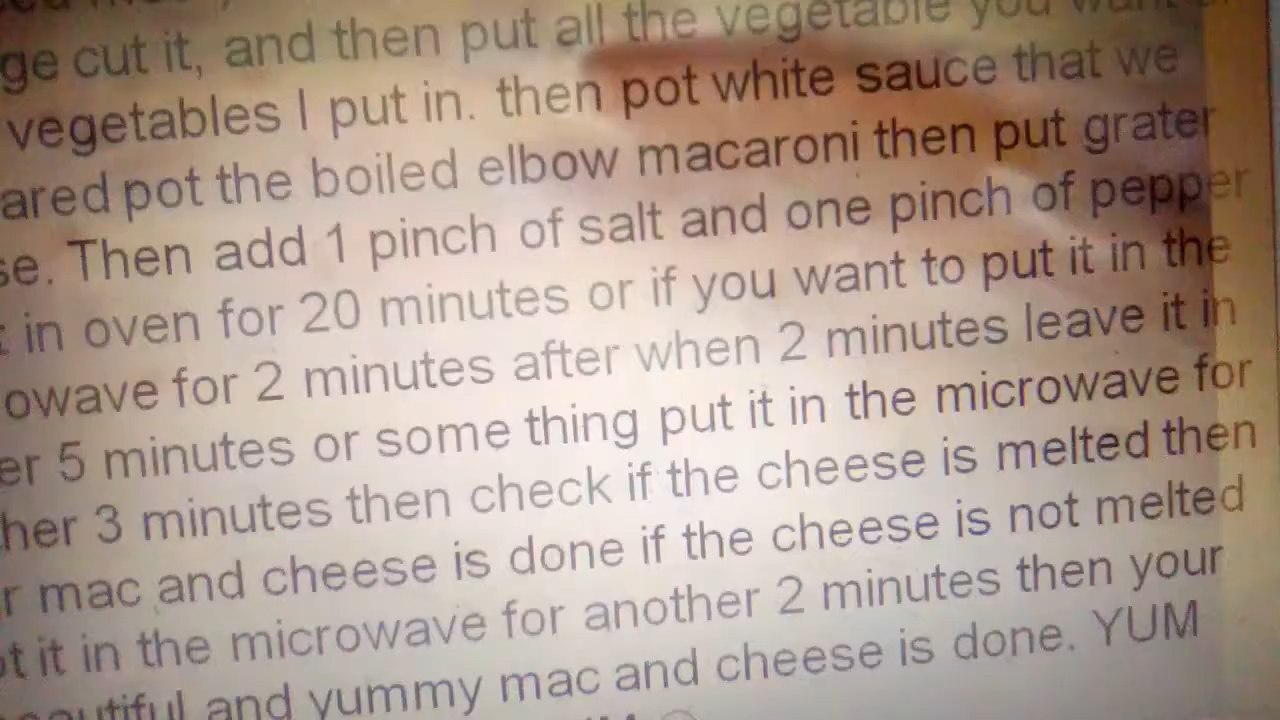 ge cut it, and then put all the vegetable you want
vegetables I put in. then pot white sauce that we
ared pot the boiled elbow macaroni then put grater
se. Then add 1 pinch of salt and one pinch of pepper
t in oven for 20 minutes or if you want to put it in the
owave for 2 minutes after when 2 minutes leave it in
er 5 minutes or some thing put it in the microwave for
her 3 minutes then check if the cheese is melted then
r mac and cheese is done if the cheese is not melted
ot it in the microwave for another 2 minutes then your
eautiful and yummy mac and cheese is done. YUM